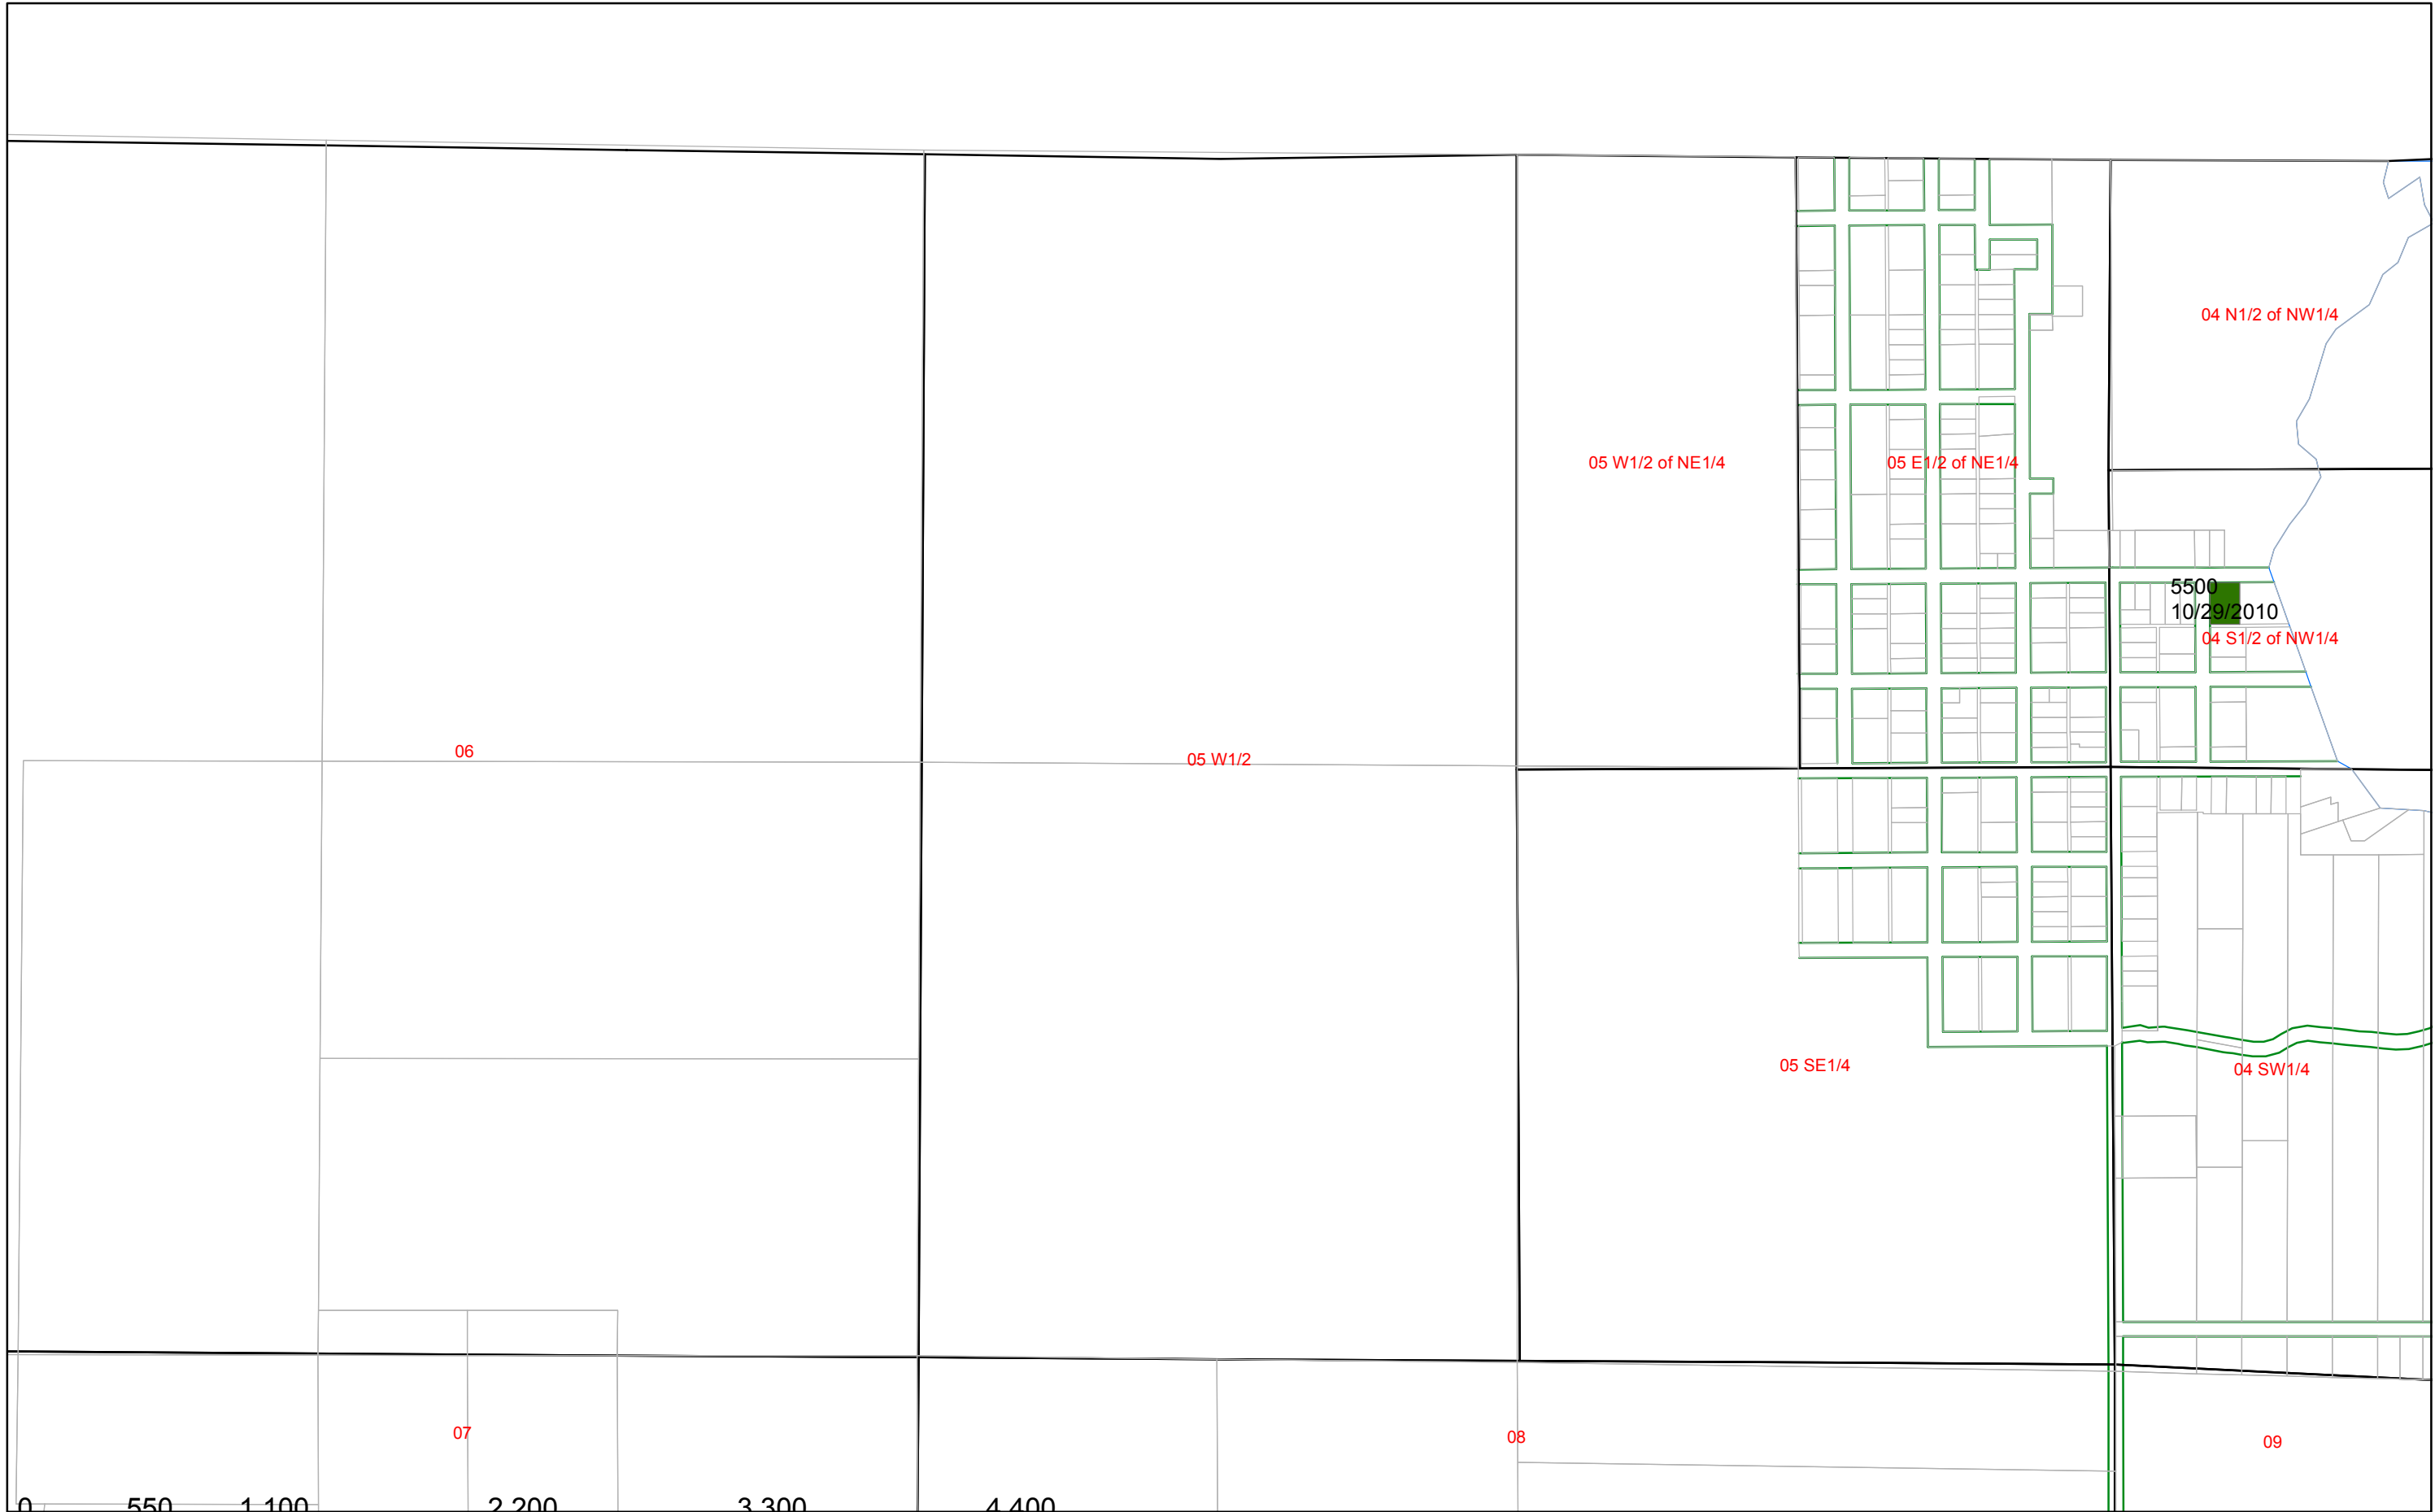 04 N1/2 of NW1/4
05 W1/2 of NE1/4
05 E1/2 of NE1/4
5500
10/29/2010
04 S1/2 of NW1/4
06
05 W1/2
05 SE1/4
04 SW1/4
07
08
09
0 550 1,100 2,200 3,300 4,400